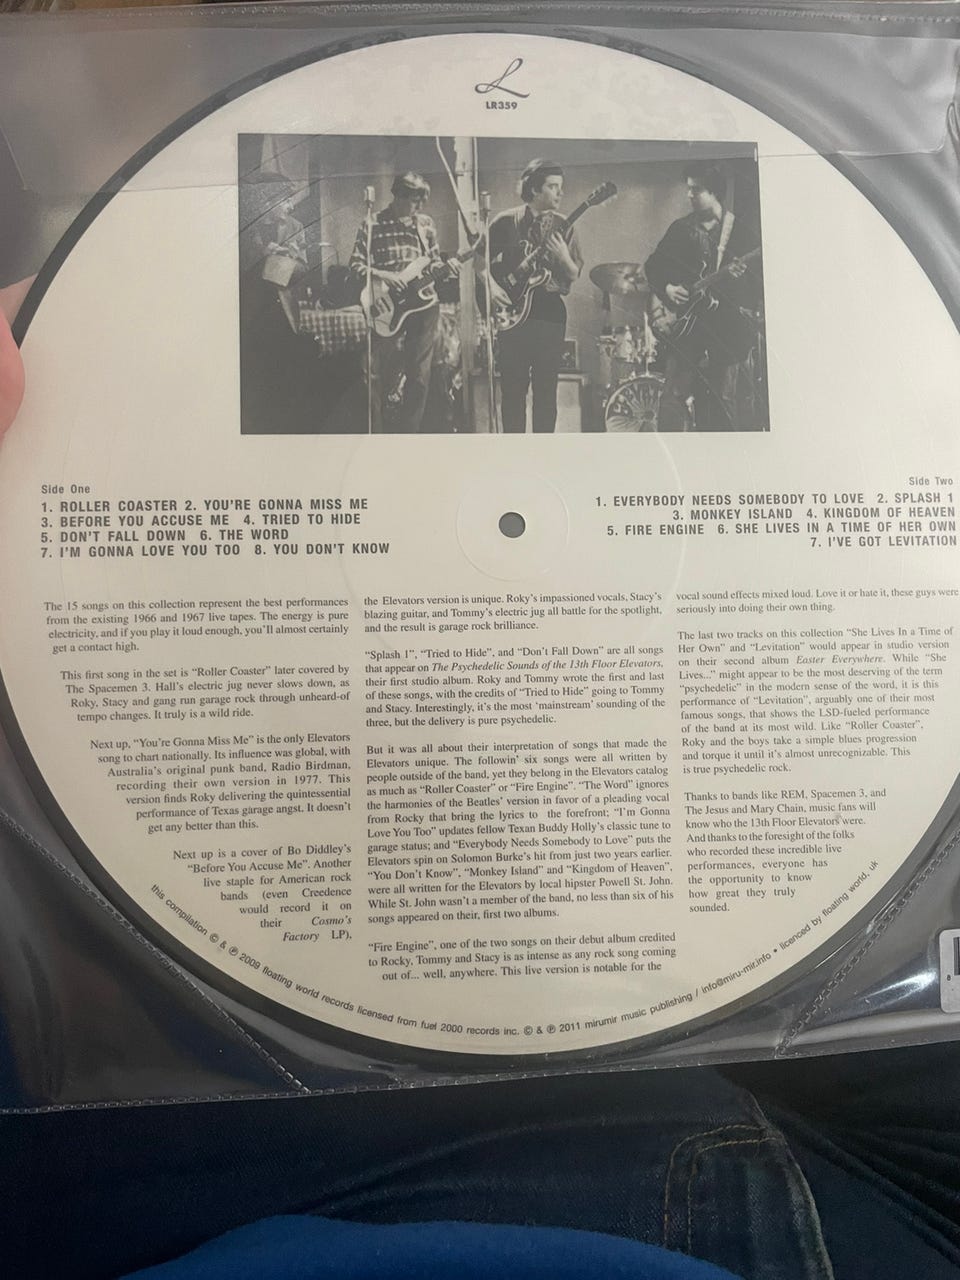 L
LR359
Side One
1. ROLLER COASTER 2. YOU'RE GONNA MISS ME
3. BEFORE YOU ACCUSE ME 4. TRIED TO HIDE
5. DON'T FALL DOWN 6. THE WORD
7. I'M GONNA LOVE YOU TOO 8. YOU DON'T KNOW
Side Two
1. EVERYBODY NEEDS SOMEBODY TO LOVE 2. SPLASH 1
3. MONKEY ISLAND 4. KINGDOM OF HEAVEN
5. FIRE ENGINE 6. SHE LIVES IN A TIME OF HER OWN
7. I'VE GOT LEVITATION
The 15 songs on this collection represent the best performances
from the existing 1966 and 1967 live tapes. The energy is pure
electricity, and if you play it loud enough, you'll almost certainly
get a contact high.
This first song in the set is "Roller Coaster" later covered by
The Spacemen 3. Hall's electric jug never slows down, as
Roky, Stacy and gang run garage rock through unheard-of
tempo changes. It truly is a wild ride.
Next up, "You're Gonna Miss Me" is the only Elevators
song to chart nationally. Its influence was global, with
Australia's original punk band, Radio Birdman,
recording their own version in 1977. This
version finds Roky delivering the quintessential
performance of Texas garage angst. It doesn't
get any better than this.
Next up is a cover of Bo Diddley's
"Before You Accuse Me". Another
live staple for American rock
bands (even Creedence
would record it on
their Cosmo's
Factory LP),
the Elevators version is unique. Roky's impassioned vocals, Stacy's
blazing guitar, and Tommy's electric jug all battle for the spotlight,
and the result is garage rock brilliance.
"Splash 1", "Tried to Hide", and "Don't Fall Down" are all songs
that appear on The Psychedelic Sounds of the 13th Floor Elevators,
their first studio album. Roky and Tommy wrote the first and last
of these songs, with the credits of "Tried to Hide" going to Tommy
and Stacy. Interestingly, it's the most 'mainstream' sounding of the
three, but the delivery is pure psychedelic.
But it was all about their interpretation of songs that made the
Elevators unique. The followin' six songs were all written by
people outside of the band, yet they belong in the Elevators catalog
as much as "Roller Coaster" or "Fire Engine". "The Word" ignores
the harmonies of the Beatles' version in favor of a pleading vocal
from Rocky that bring the lyrics to the forefront; "I'm Gonna
Love You Too" updates fellow Texan Buddy Holly's classic tune to
garage status; and "Everybody Needs Somebody to Love" puts the
Elevators spin on Solomon Burke's hit from just two years earlier.
"You Don't Know", "Monkey Island" and "Kingdom of Heaven",
were all written for the Elevators by local hipster Powell St. John.
While St. John wasn't a member of the band, no less than six of his
songs appeared on their, first two albums.
"Fire Engine", one of the two songs on their debut album credited
to Rocky, Tommy and Stacy is as intense as any rock song coming
out of... well, anywhere. This live version is notable for the
vocal sound effects mixed loud. Love it or hate it, these guys were
seriously into doing their own thing.
The last two tracks on this collection "She Lives In a Time of
Her Own" and "Levitation" would appear in studio version
on their second album Easter Everywhere. While "She
Lives..." might appear to be the most deserving of the term
"psychedelic" in the modern sense of the word, it is this
performance of "Levitation", arguably one of their most
famous songs, that shows the LSD-fueled performance
of the band at its most wild. Like "Roller Coaster",
Roky and the boys take a simple blues progression
and torque it until it's almost unrecognizable. This
is true psychedelic rock.
Thanks to bands like REM, Spacemen 3, and
The Jesus and Mary Chain, music fans will
know who the 13th Floor Elevators were.
And thanks to the foresight of the folks
who recorded these incredible live
performances, everyone has
the opportunity to know
how great they truly
sounded.
this compilation © & ℗ 2008 floating world records licensed from fuel 2000 records inc. © & ℗ 2011 mirumir music publishing / info@miru-mir.info • licenced by floating world, uk